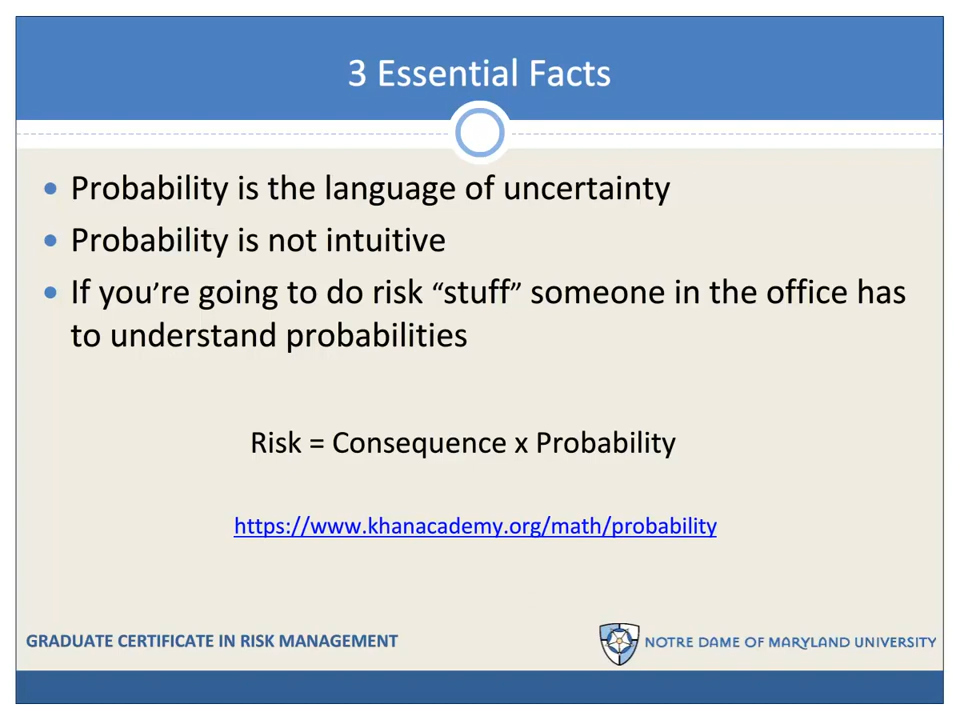 3 Essential Facts
• Probability is the language of uncertainty
• Probability is not intuitive
• If you’re going to do risk “stuff” someone in the office has
to understand probabilities
Risk = Consequence x Probability
https://www.khanacademy.org/math/probability
GRADUATE CERTIFICATE IN RISK MANAGEMENT
NOTRE DAME OF MARYLAND UNIVERSITY